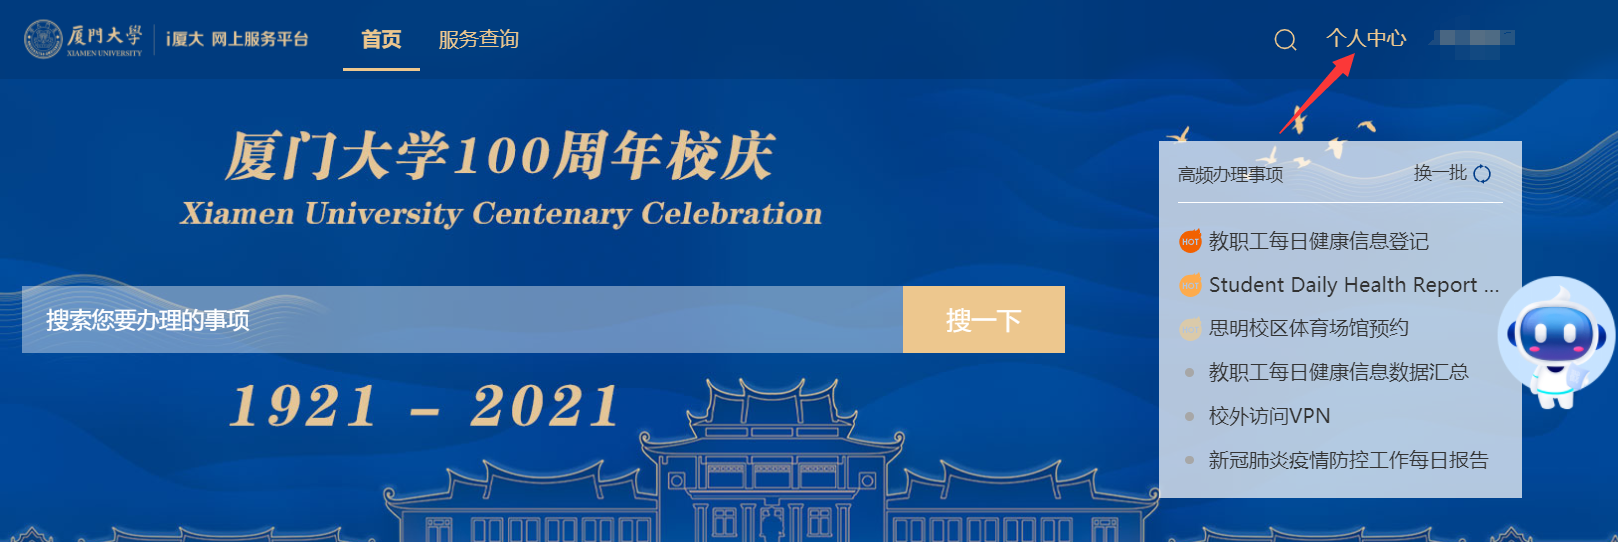 廈門大學
XIAMEN UNIVERSITY
i厦大 网上服务平台
首页
服务查询
个人中心
厦门大学100周年校庆
Xiamen University Centenary Celebration
搜索您要办理的事项
搜一下
1921 – 2021
高频办理事项
换一批
HOT 教职工每日健康信息登记
HOT Student Daily Health Report ...
HOT 思明校区体育场馆预约
教职工每日健康信息数据汇总
校外访问VPN
新冠肺炎疫情防控工作每日报告